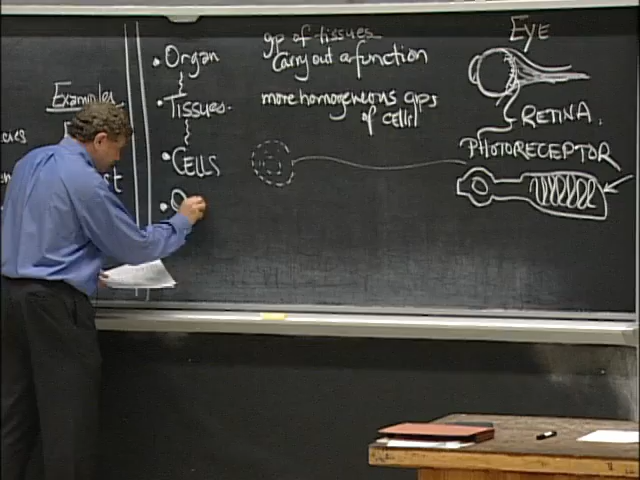 Examples
• Organ
gp of tissues
Carry out a function
• Tissues.
more homogeneous gps
of cells
• CELLS
Eye
RETINA.
PHOTORECEPTOR